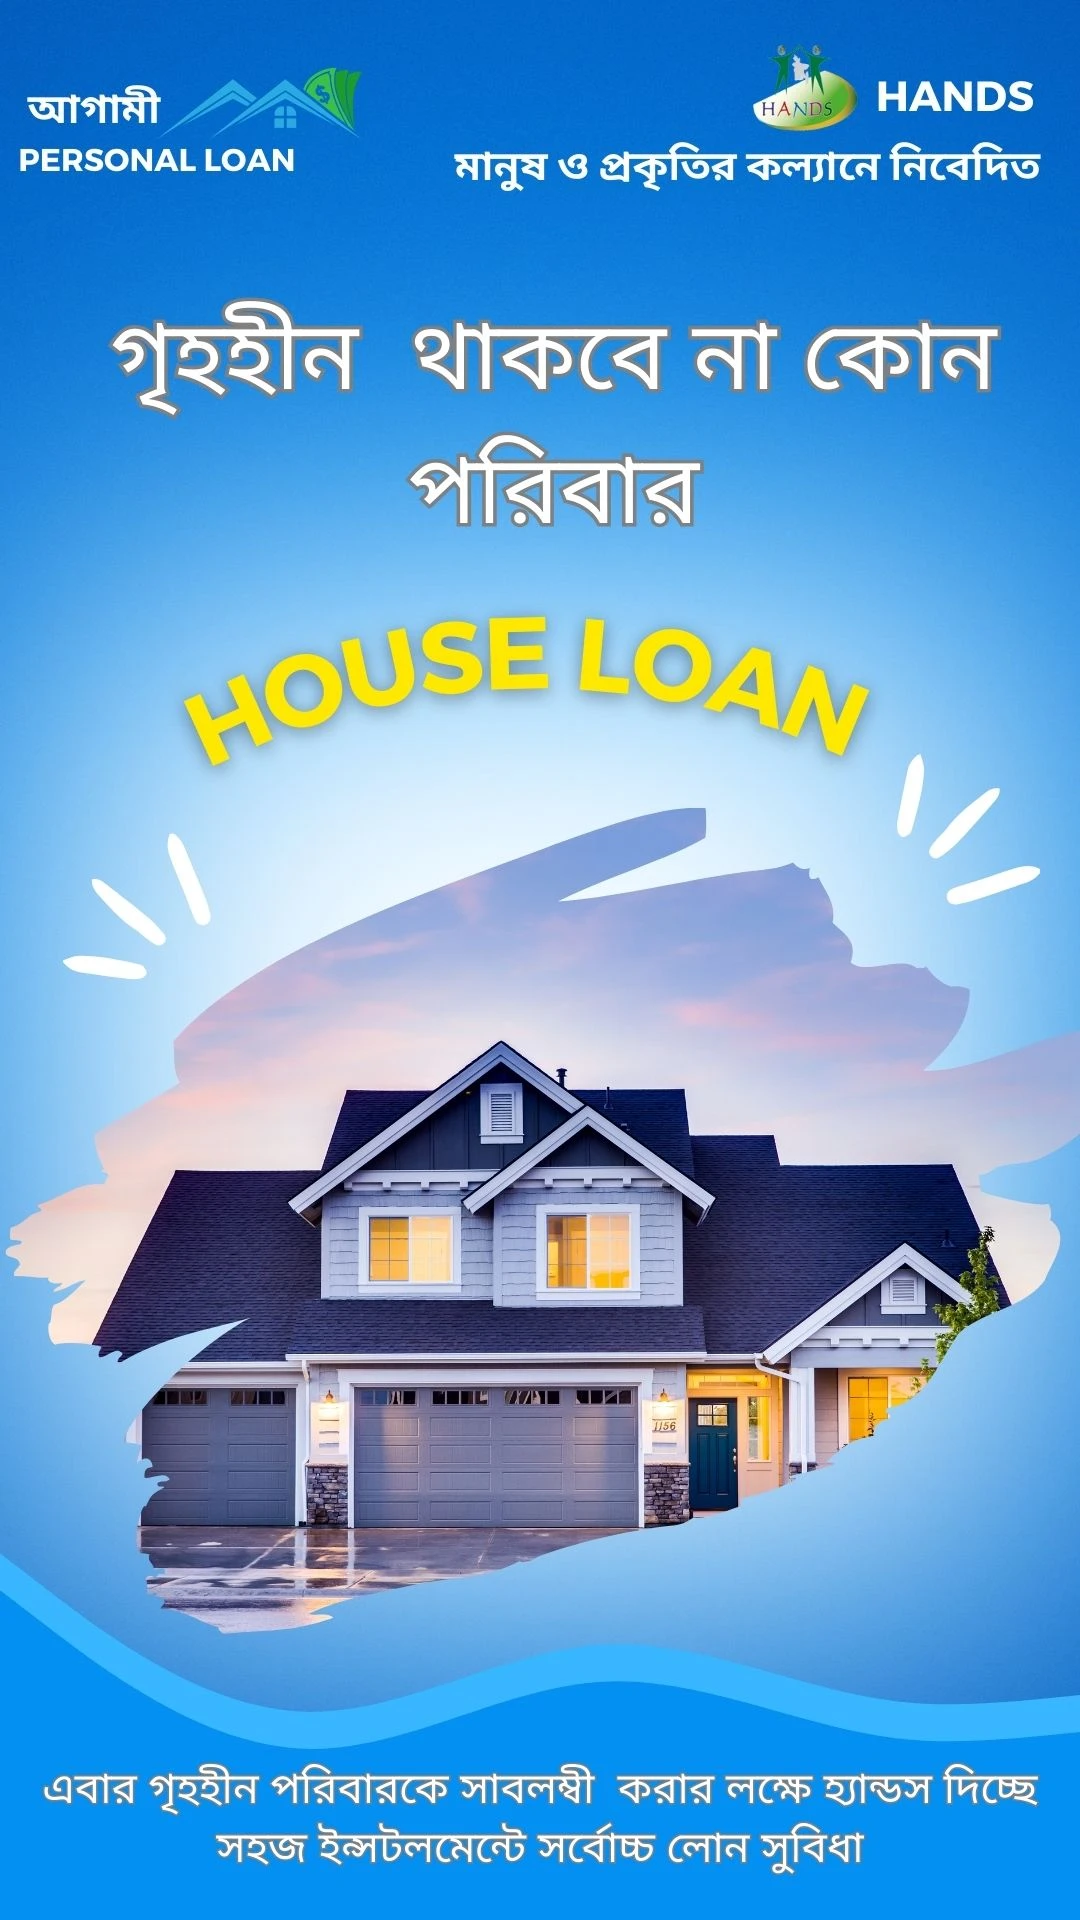 আগামী
PERSONAL LOAN
HANDS
HANDS
মানুষ ও প্রকৃতির কল্যানে নিবেদিত
গৃহহীন থাকবে না কোন
পরিবার
HOUSE LOAN
1156
এবার গৃহহীন পরিবারকে সাবলম্বী করার লক্ষে হ্যান্ডস দিচ্ছে
সহজ ইন্সটলমেন্টে সর্বোচ্চ লোন সুবিধা